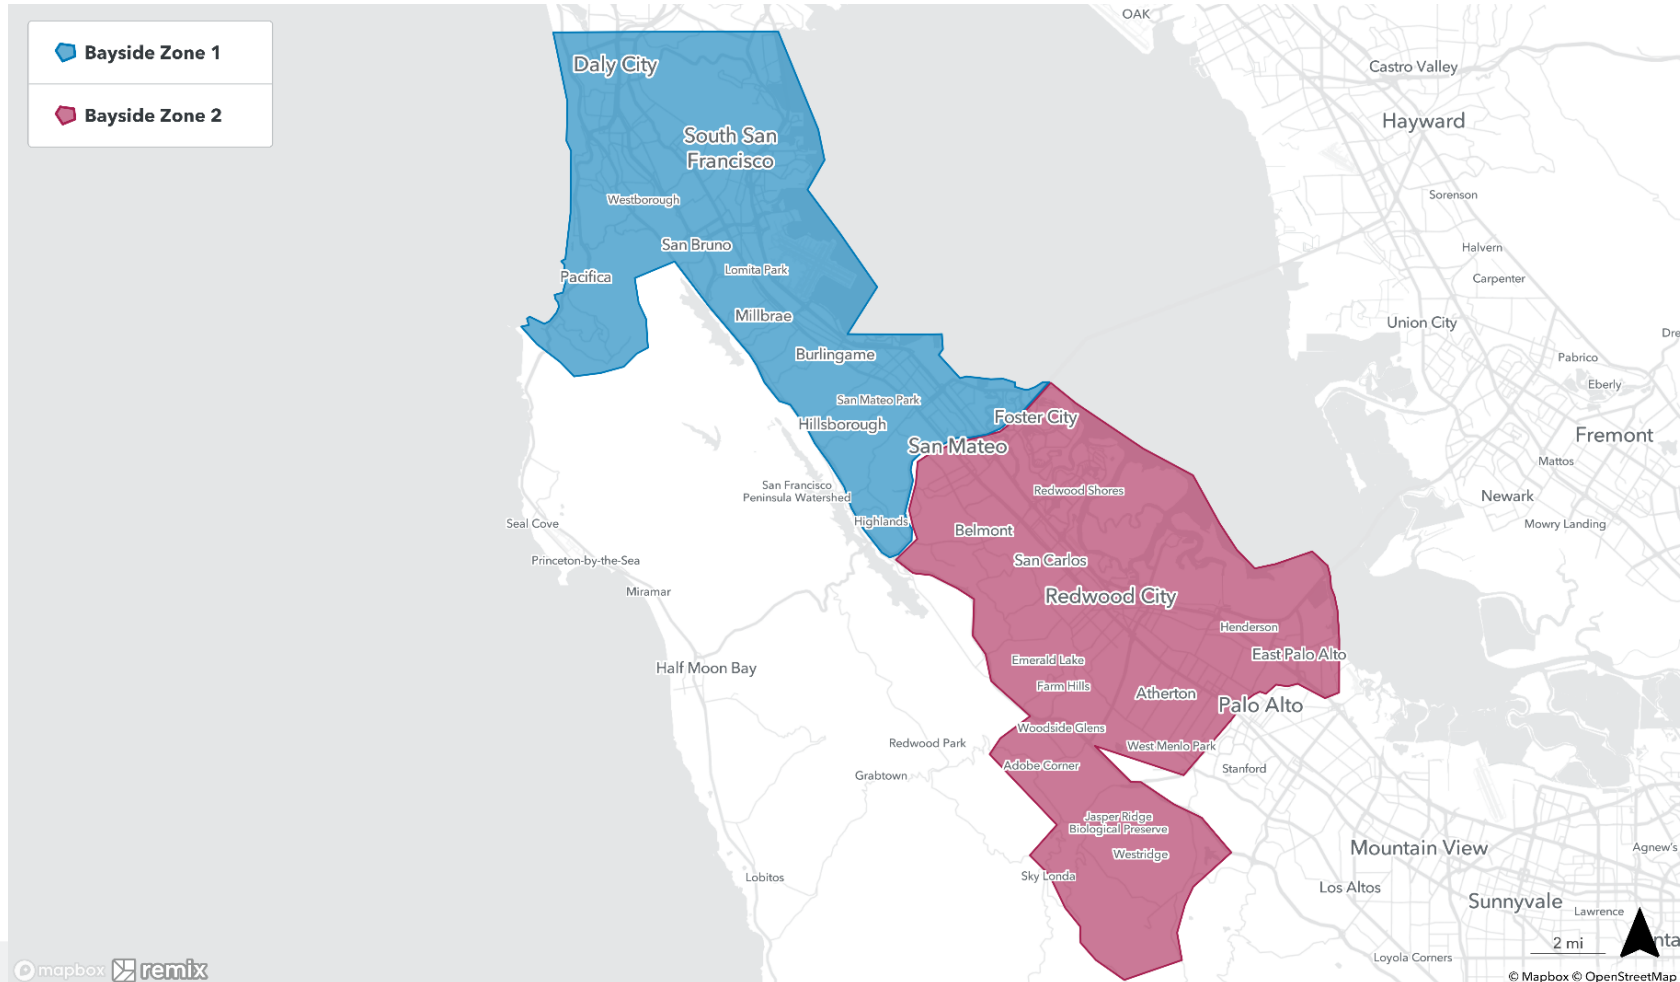 Bayside Zone 1
Bayside Zone 2
OAK
Daly City
Castro Valley
South San
Francisco
Hayward
Westborough
Sorenson
San Bruno
Halvern
Lomita Park
Pacifica
Carpenter
Millbrae
Union City
Dre
Burlingame
Pabrico
Eberly
San Mateo Park
Foster City
Hillsborough
Fremont
San Mateo
Mattos
San Francisco
Peninsula Watershed
Redwood Shores
Newark
Highlands
Seal Cove
Mowry Landing
Belmont
Princeton-by-the-Sea
San Carlos
Miramar
Redwood City
Henderson
East Palo Alto
Half Moon Bay
Emerald Lake
Farm Hills
Atherton
Palo Alto
Woodside Glens
Redwood Park
West Menlo Park
Adobe Corner
Stanford
Grabtown
Jasper Ridge
Biological Preserve
Mountain View
Agnew's
Westridge
Sky Londa
Lobitos
Los Altos
Sunnyvale
Lawrence
2 mi
nta
Loyola Corners
mapbox
remix
© Mapbox © OpenStreetMap